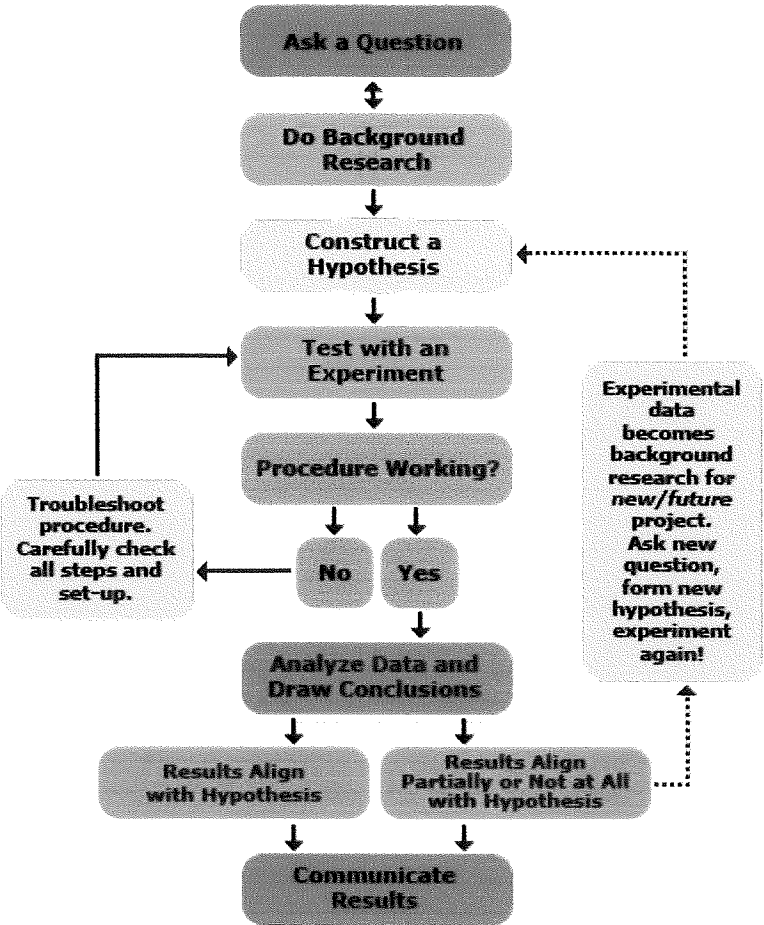 Ask a Question
Do Background
Research
Construct a
Hypothesis
Test with an
Experiment
Procedure Working?
Troubleshoot
procedure.
Carefully check
all steps and
set-up.
No
Yes
Experimental
data
becomes
background
research for
new/future
project.
Ask new
question,
form new
hypothesis,
experiment
again!
Analyze Data and
Draw Conclusions
Results Align
with Hypothesis
Results Align
Partially or Not at All
with Hypothesis
Communicate
Results